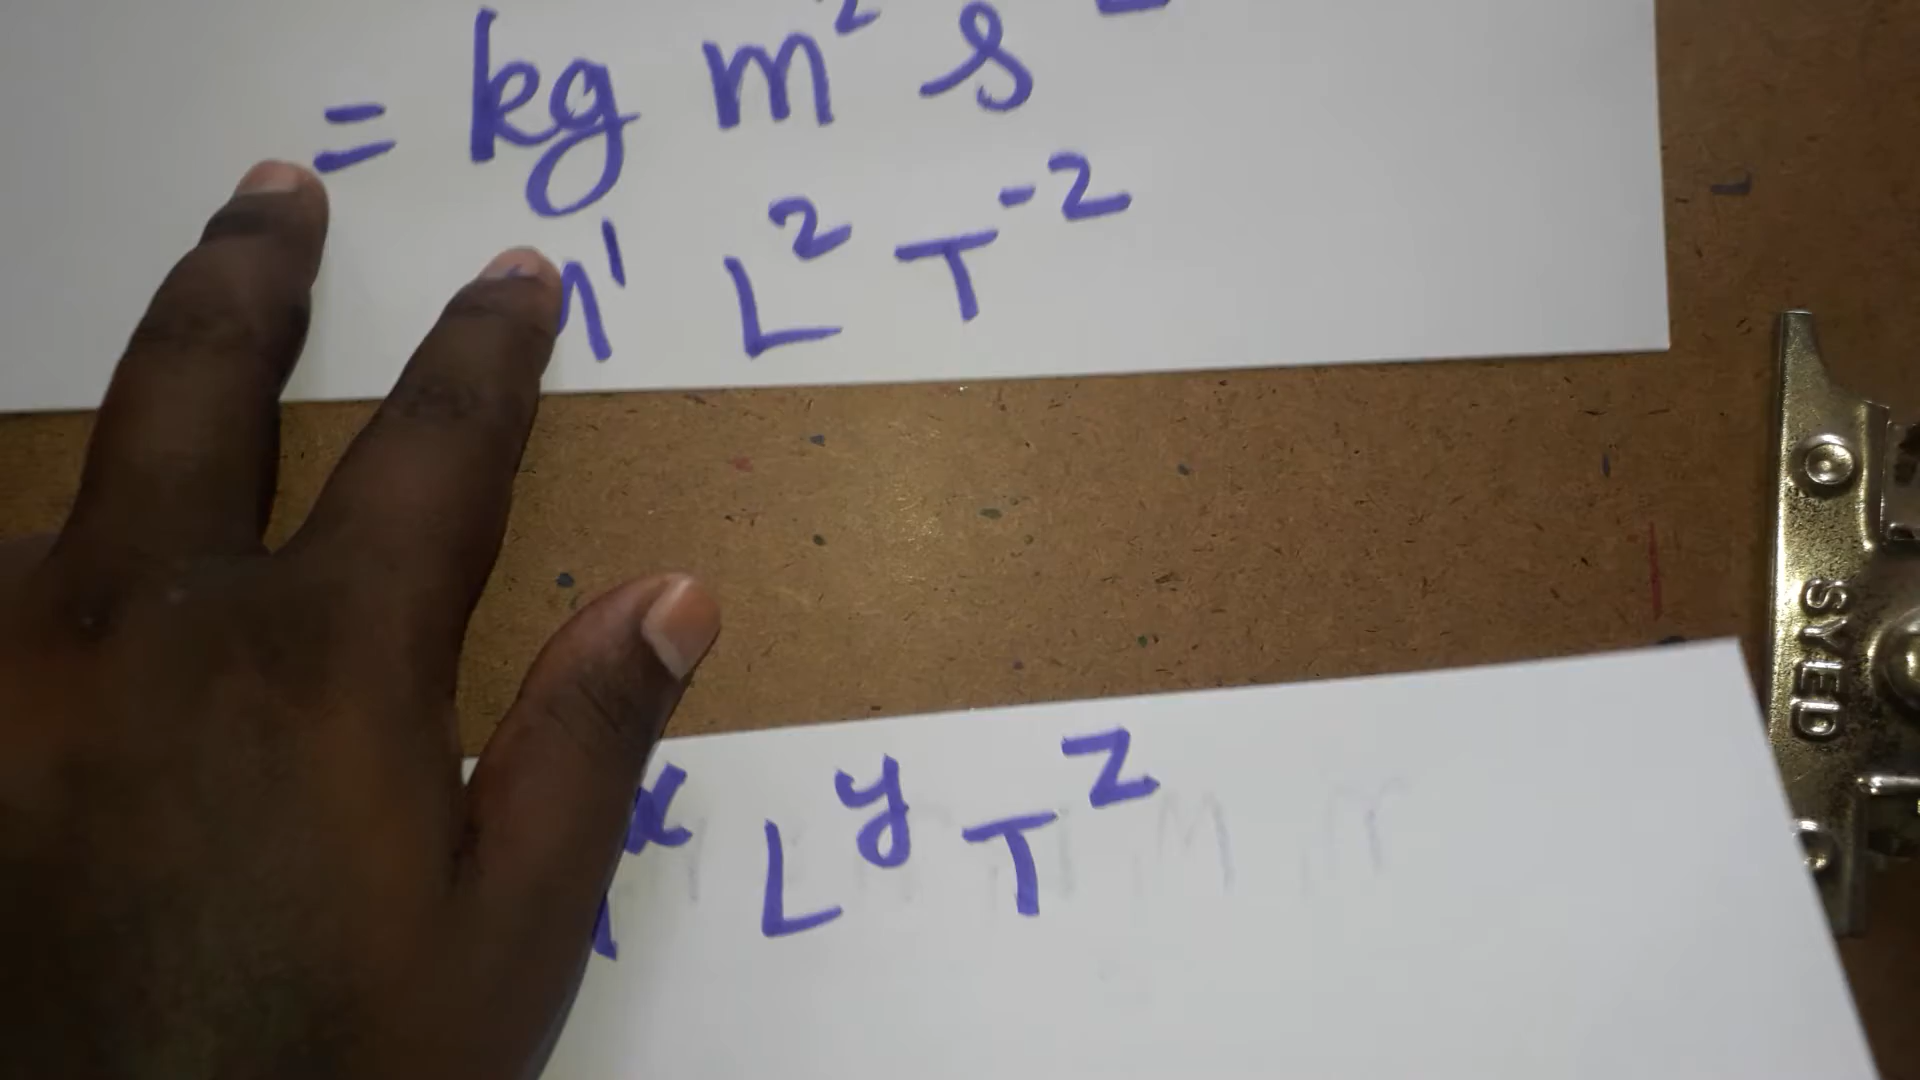 = kg m² s
M¹ L² T⁻²
x L^y T^z
SYED